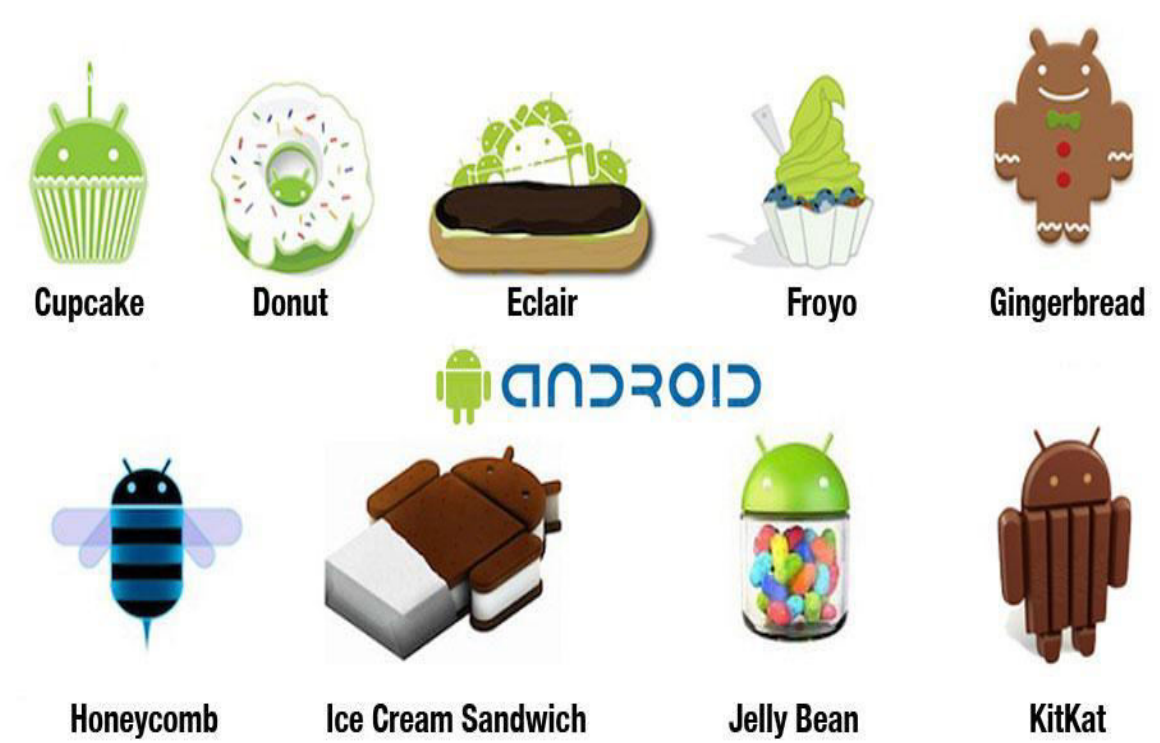 Cupcake
Donut
Eclair
Froyo
Gingerbread
ANDROID
Honeycomb
Ice Cream Sandwich
Jelly Bean
KitKat